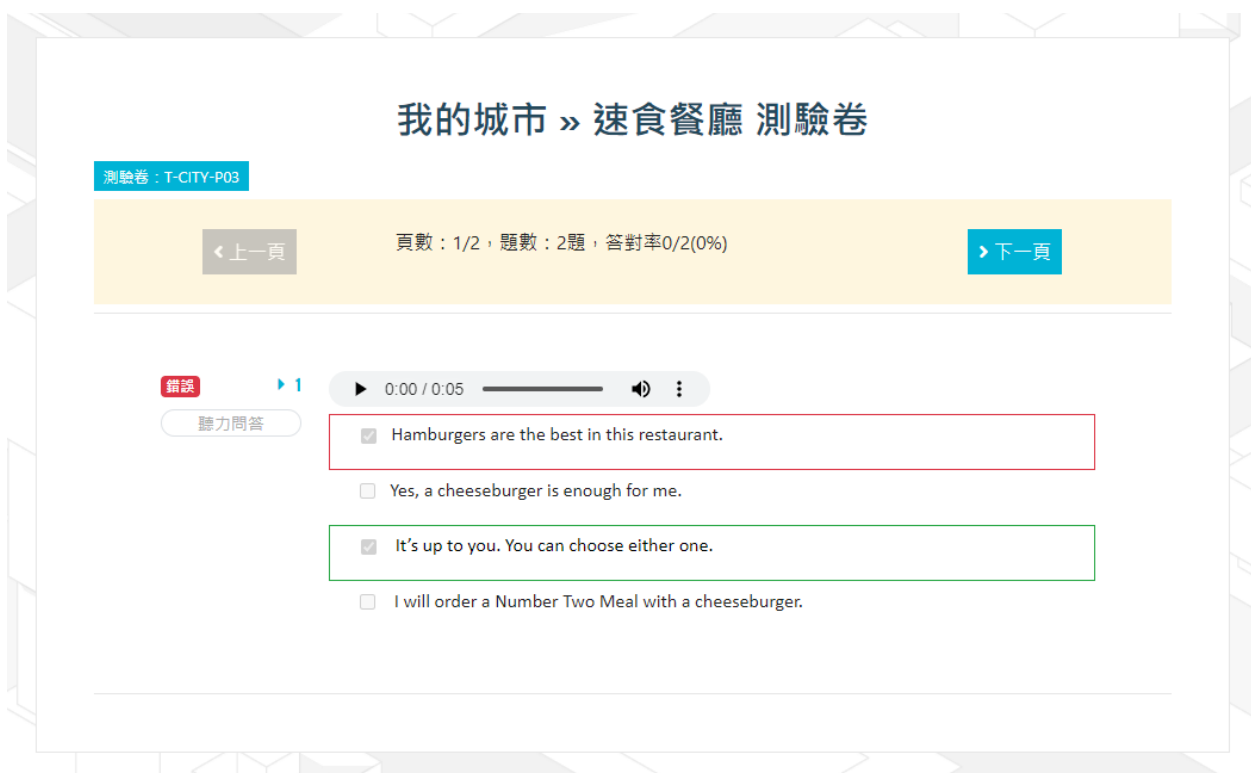 我的城市 » 速食餐廳 測驗卷
測驗卷：T-CITY-P03
上一頁
頁數：1/2，題數：2題，答對率0/2(0%)
下一頁
錯誤
1
0:00 / 0:05
聽力問答
Hamburgers are the best in this restaurant.
Yes, a cheeseburger is enough for me.
It’s up to you. You can choose either one.
I will order a Number Two Meal with a cheeseburger.